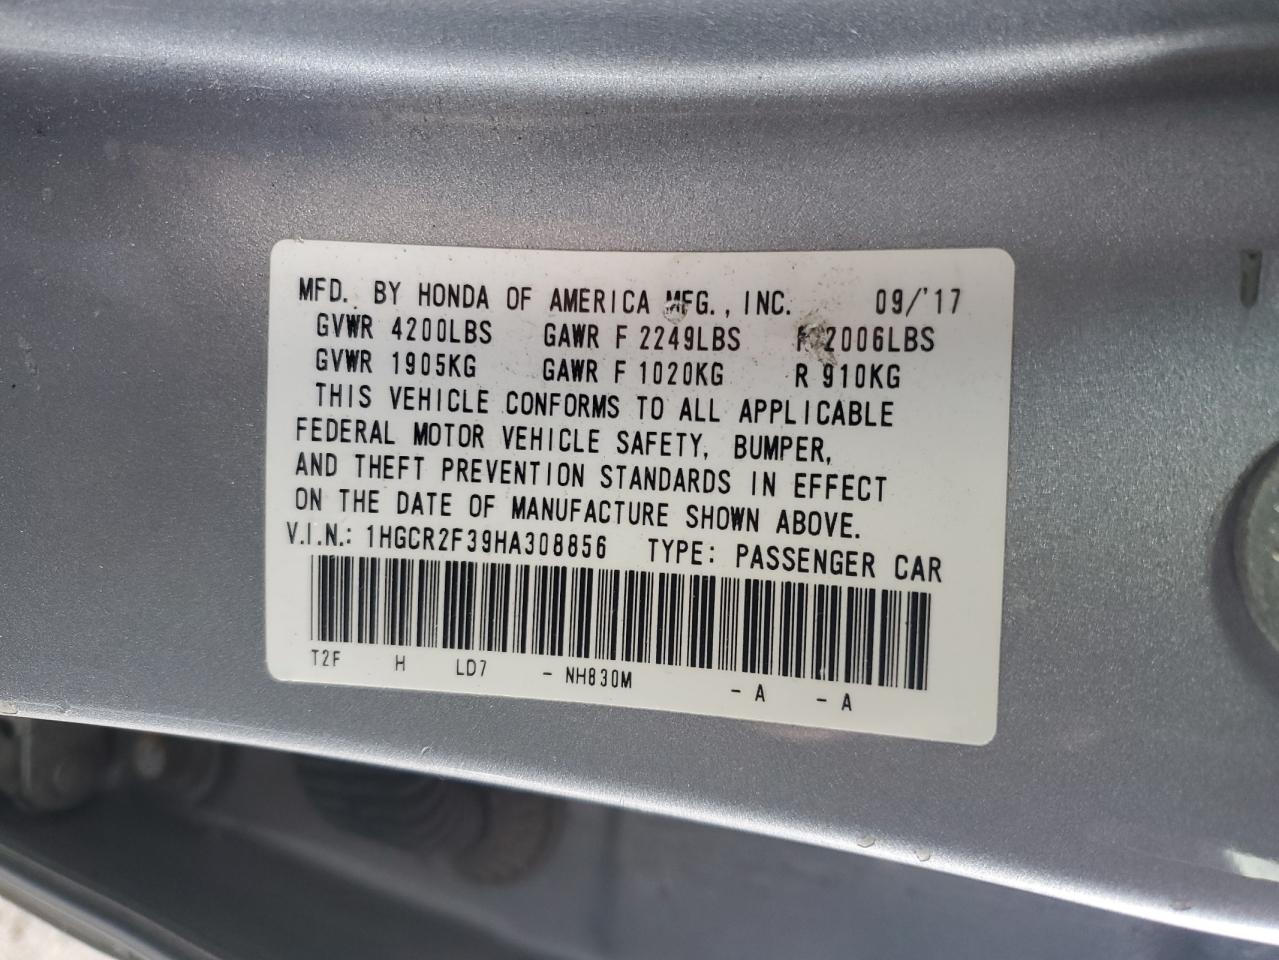 MFD. BY HONDA OF AMERICA MFG., INC. 09/'17
GVWR 4200LBS GAWR F 2249LBS R 2006LBS
GVWR 1905KG GAWR F 1020KG R 910KG
THIS VEHICLE CONFORMS TO ALL APPLICABLE
FEDERAL MOTOR VEHICLE SAFETY, BUMPER,
AND THEFT PREVENTION STANDARDS IN EFFECT
ON THE DATE OF MANUFACTURE SHOWN ABOVE.
V.I.N.: 1HGCR2F39HA308856 TYPE: PASSENGER CAR
T2F H LD7 - NH830M - A - A